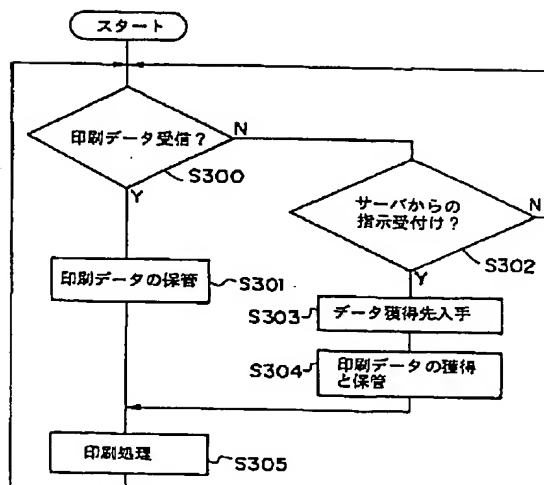 スタート
印刷データ受信？
N
S300
Y
サーバからの
指示受付け？
N
S302
Y
印刷データの保管
S301
S303
データ獲得先入手
S304
印刷データの獲得
と保管
印刷処理
S305